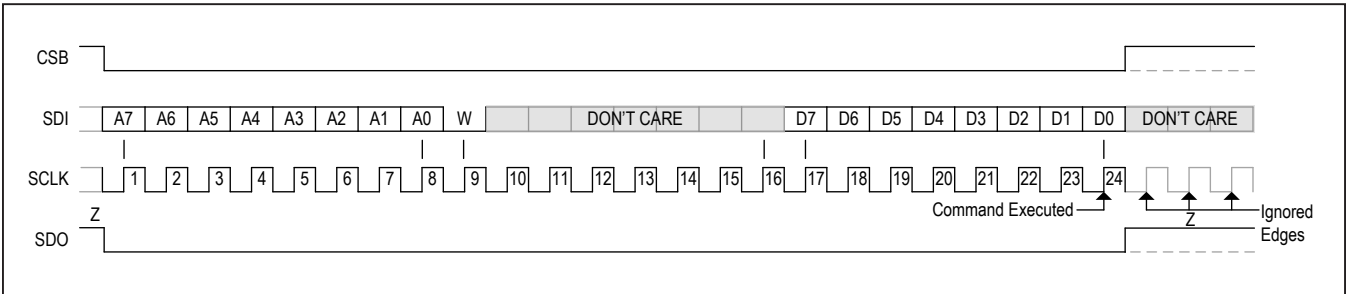 CSB
SDI A7 A6 A5 A4 A3 A2 A1 A0 W DON'T CARE D7 D6 D5 D4 D3 D2 D1 D0 DON'T CARE
SCLK 1 2 3 4 5 6 7 8 9 10 11 12 13 14 15 16 17 18 19 20 21 22 23 24
Command Executed Ignored
Z Z Edges
SDO